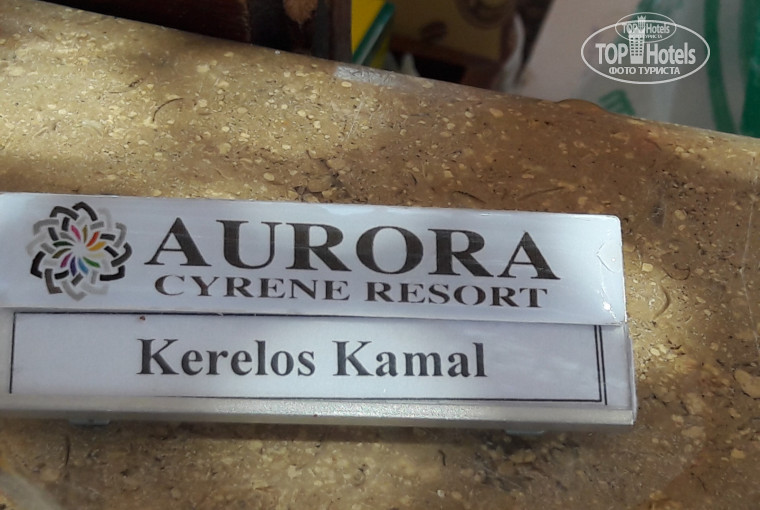 TOP Hotels
ФОТО ТУРИСТА
AURORA
CYRENE RESORT
Kerelos Kamal